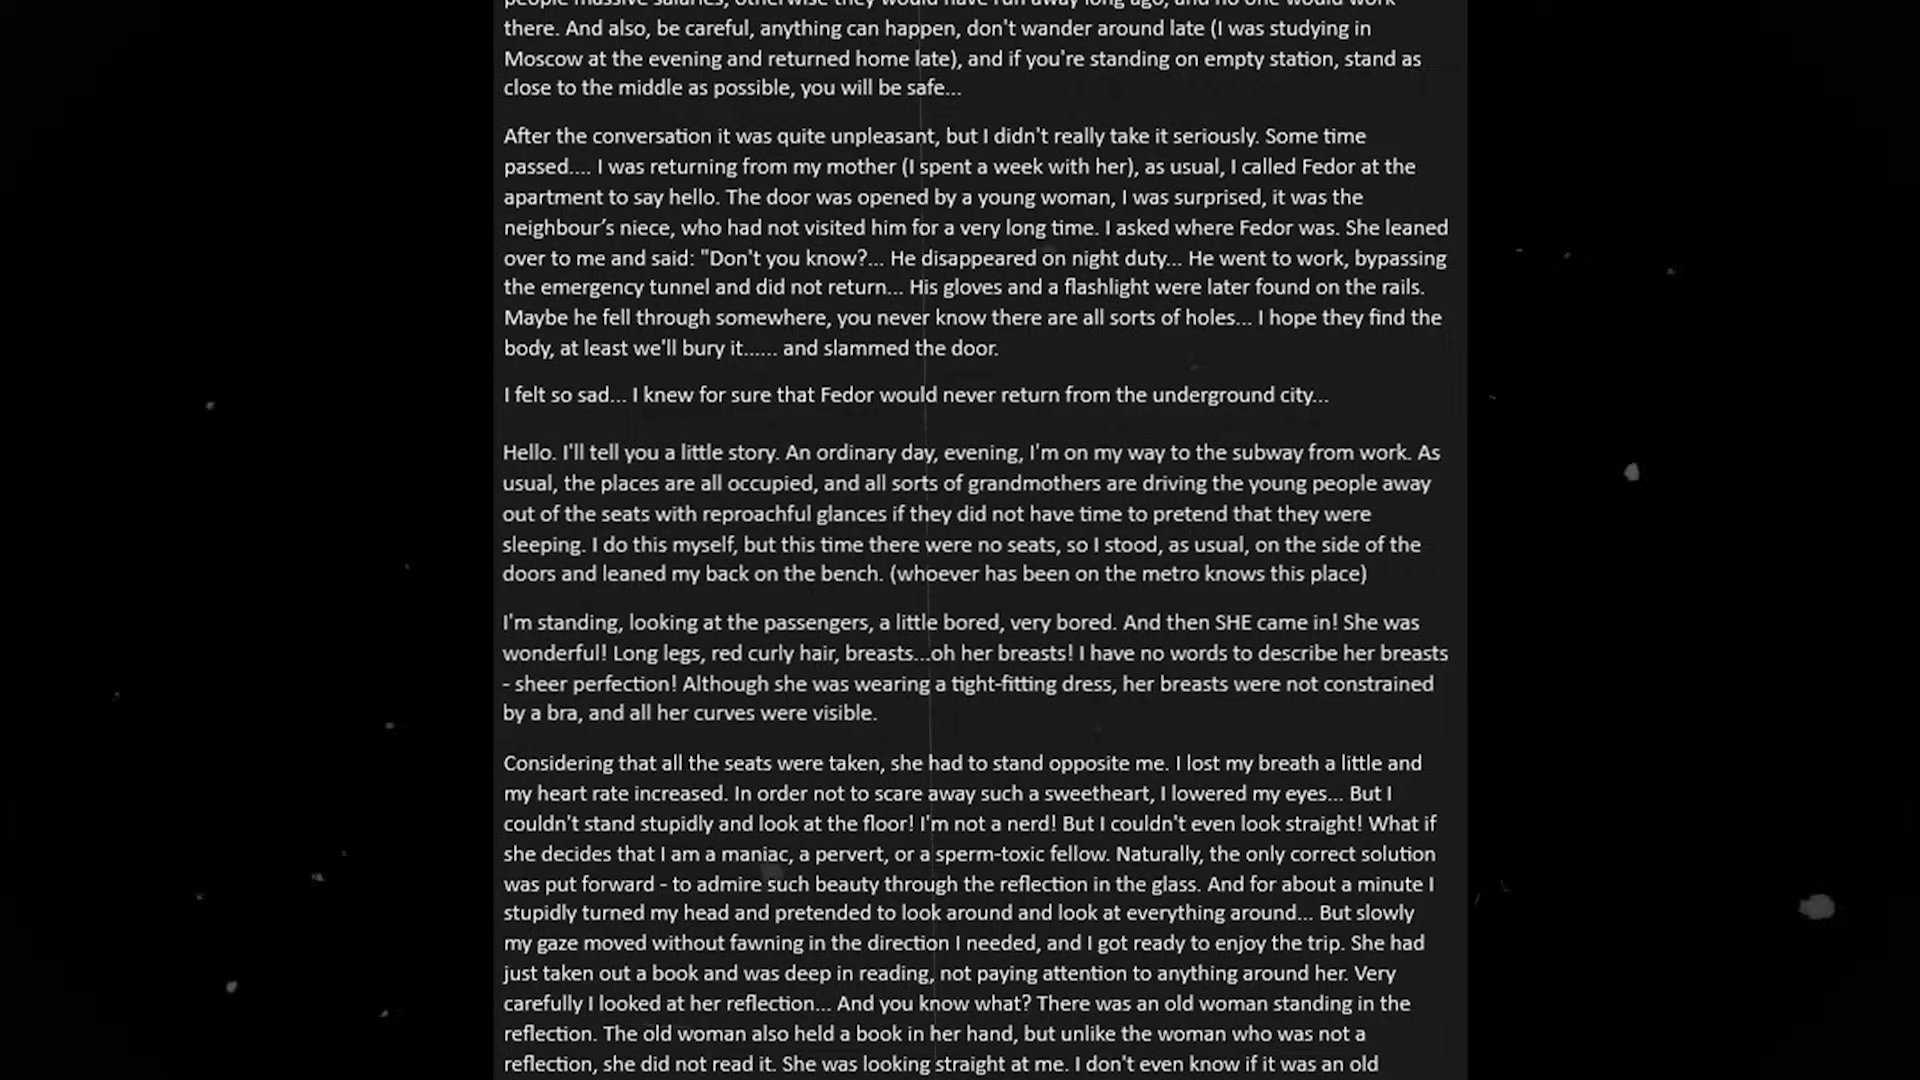 people massive salaries, otherwise they would have run away long ago, and no one would work
there. And also, be careful, anything can happen, don't wander around late (I was studying in
Moscow at the evening and returned home late), and if you're standing on empty station, stand as
close to the middle as possible, you will be safe...
After the conversation it was quite unpleasant, but I didn't really take it seriously. Some time
passed.... I was returning from my mother (I spent a week with her), as usual, I called Fedor at the
apartment to say hello. The door was opened by a young woman, I was surprised, it was the
neighbour’s niece, who had not visited him for a very long time. I asked where Fedor was. She leaned
over to me and said: "Don't you know?... He disappeared on night duty... He went to work, bypassing
the emergency tunnel and did not return... His gloves and a flashlight were later found on the rails.
Maybe he fell through somewhere, you never know there are all sorts of holes... I hope they find the
body, at least we'll bury it...... and slammed the door.
I felt so sad... I knew for sure that Fedor would never return from the underground city...
Hello. I'll tell you a little story. An ordinary day, evening, I'm on my way to the subway from work. As
usual, the places are all occupied, and all sorts of grandmothers are driving the young people away
out of the seats with reproachful glances if they did not have time to pretend that they were
sleeping. I do this myself, but this time there were no seats, so I stood, as usual, on the side of the
doors and leaned my back on the bench. (whoever has been on the metro knows this place)
I'm standing, looking at the passengers, a little bored, very bored. And then SHE came in! She was
wonderful! Long legs, red curly hair, breasts...oh her breasts! I have no words to describe her breasts
- sheer perfection! Although she was wearing a tight-fitting dress, her breasts were not constrained
by a bra, and all her curves were visible.
Considering that all the seats were taken, she had to stand opposite me. I lost my breath a little and
my heart rate increased. In order not to scare away such a sweetheart, I lowered my eyes... But I
couldn't stand stupidly and look at the floor! I'm not a nerd! But I couldn't even look straight! What if
she decides that I am a maniac, a pervert, or a sperm-toxic fellow. Naturally, the only correct solution
was put forward - to admire such beauty through the reflection in the glass. And for about a minute I
stupidly turned my head and pretended to look around and look at everything around... But slowly
my gaze moved without fawning in the direction I needed, and I got ready to enjoy the trip. She had
just taken out a book and was deep in reading, not paying attention to anything around her. Very
carefully I looked at her reflection... And you know what? There was an old woman standing in the
reflection. The old woman also held a book in her hand, but unlike the woman who was not a
reflection, she did not read it. She was looking straight at me. I don't even know if it was an old